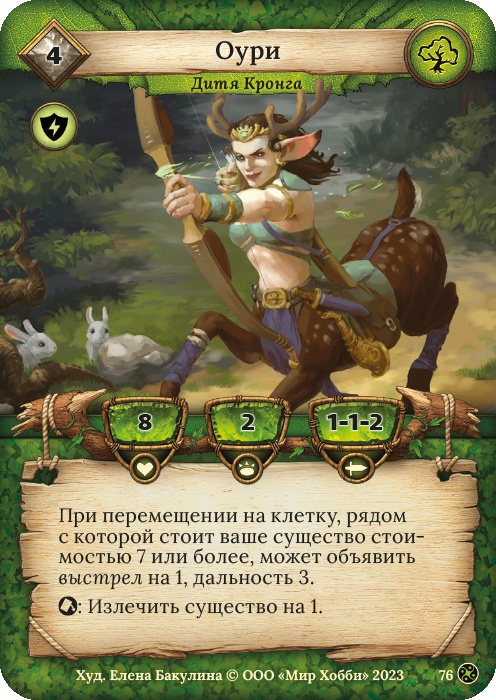 4
Оури
Дитя Кронга
8
2
1-1-2
При перемещении на клетку, рядом
с которой стоит ваше существо стои-
мостью 7 или более, может объявить
выстрел на 1, дальность 3.
: Излечить существо на 1.
Худ. Елена Бакулина © ООО «Мир Хобби» 2023
76